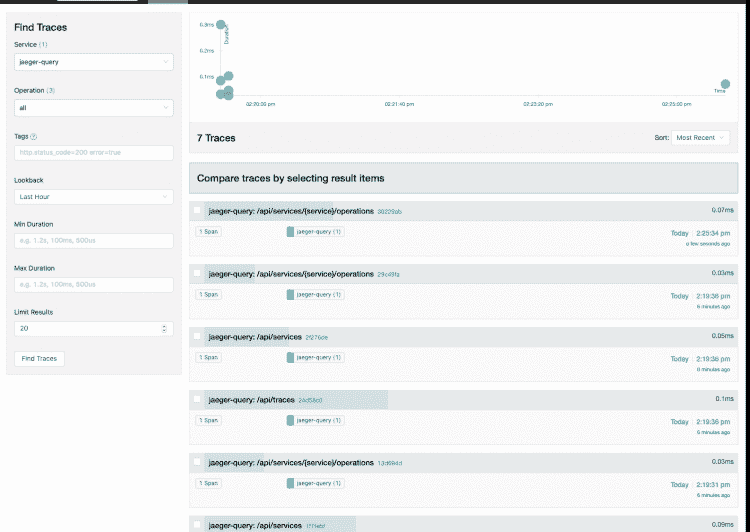 Find Traces
Service (1)
jaeger-query
Operation (3)
all
Tags
http.status_code=200 error=true
Lookback
Last Hour
Min Duration
e.g. 1.2s, 100ms, 500us
Max Duration
e.g. 1.2s, 100ms, 500us
Limit Results
20
Find Traces
0.3ms
0.2ms
0.1ms
Duration
Time
02:20:00 pm 02:21:40 pm 02:23:20 pm 02:25:00 pm
7 Traces
Sort: Most Recent
Compare traces by selecting result items
jaeger-query: /api/services/{service}/operations 0.07ms
1 Span jaeger-query (1) Today 2:25:34 pm
a few seconds ago
jaeger-query: /api/services/{service}/operations 0.03ms
1 Span jaeger-query (1) Today 2:19:36 pm
6 minutes ago
jaeger-query: /api/services 0.05ms
1 Span jaeger-query (1) Today 2:19:36 pm
minutes ago
jaeger-query: /api/traces 0.1ms
1 Span jaeger-query (1) Today 2:19:36 pm
6 minutes ago
jaeger-query: /api/services/{service}/operations 0.03ms
1 Span jaeger-query (1) Today 2:19:31 pm
6 minutes ago
jaeger-query: /api/services 0.09ms